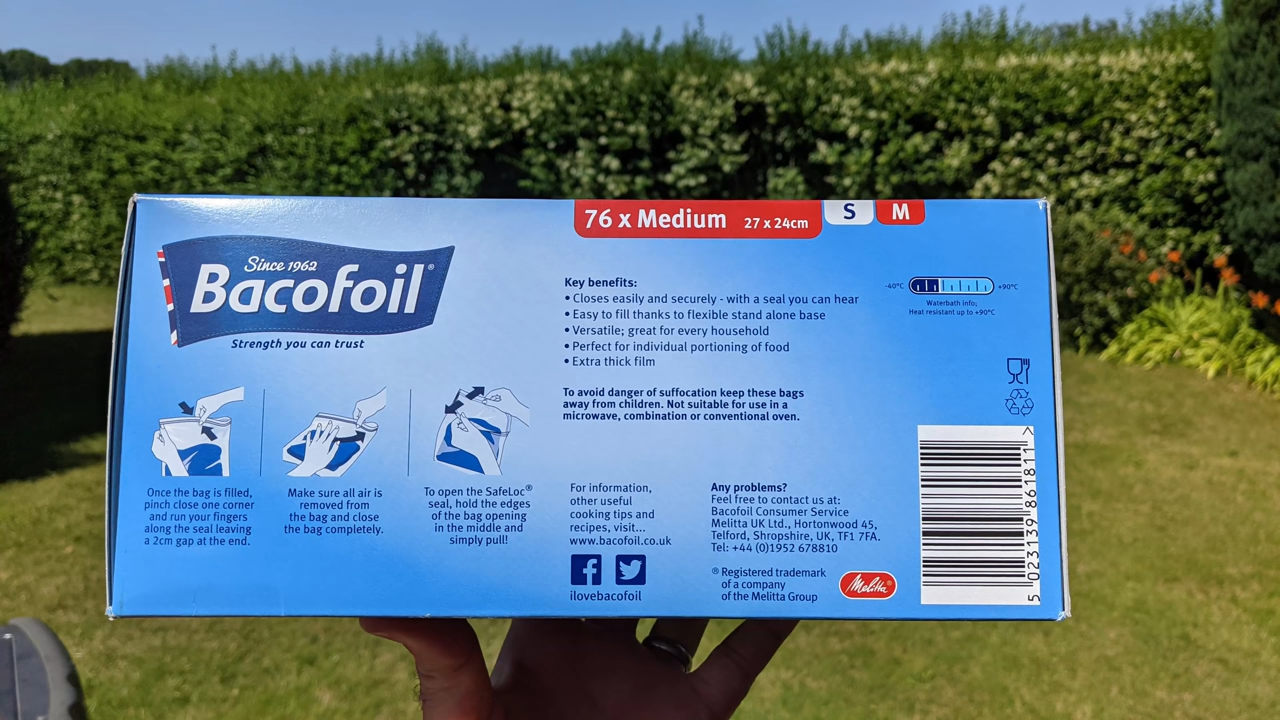 76 x Medium 27 x 24cm S M
Since 1962
Bacofoil®
Strength you can trust
Key benefits:
• Closes easily and securely - with a seal you can hear
• Easy to fill thanks to flexible stand alone base
• Versatile; great for every household
• Perfect for individual portioning of food
• Extra thick film
-40°C +90°C
Waterbath info;
Heat resistant up to +90°C
To avoid danger of suffocation keep these bags
away from children. Not suitable for use in a
microwave, combination or conventional oven.
Once the bag is filled,
pinch close one corner
and run your fingers
along the seal leaving
a 2cm gap at the end.
Make sure all air is
removed from
the bag and close
the bag completely.
To open the SafeLoc®
seal, hold the edges
of the bag opening
in the middle and
simply pull!
For information,
other useful
cooking tips and
recipes, visit...
www.bacofoil.co.uk
ilovebacofoil
Any problems?
Feel free to contact us at:
Bacofoil Consumer Service
Melitta UK Ltd., Hortonwood 45,
Telford, Shropshire, UK, TF1 7FA.
Tel: +44 (0)1952 678810
® Registered trademark
of a company
of the Melitta Group
Melitta®
5 023139 861811 >